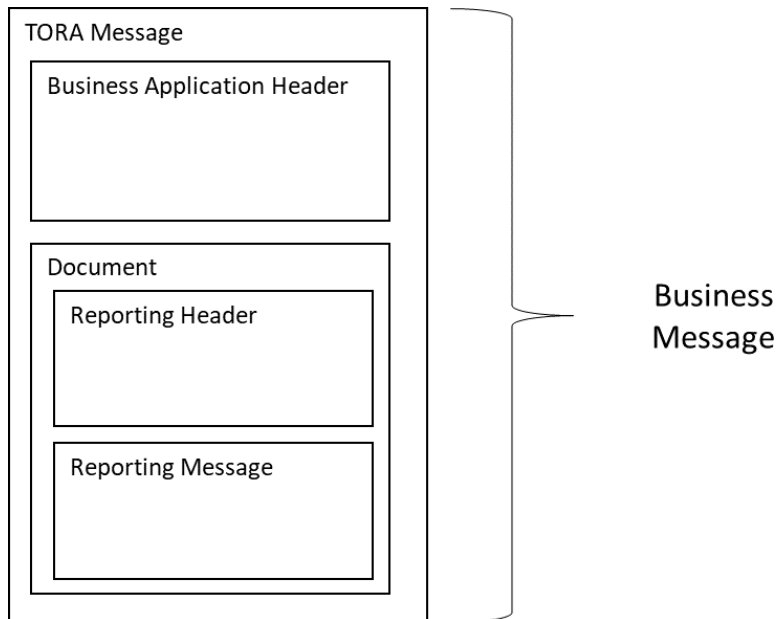 TORA Message
Business Application Header
Document
Reporting Header
Reporting Message
Business
Message